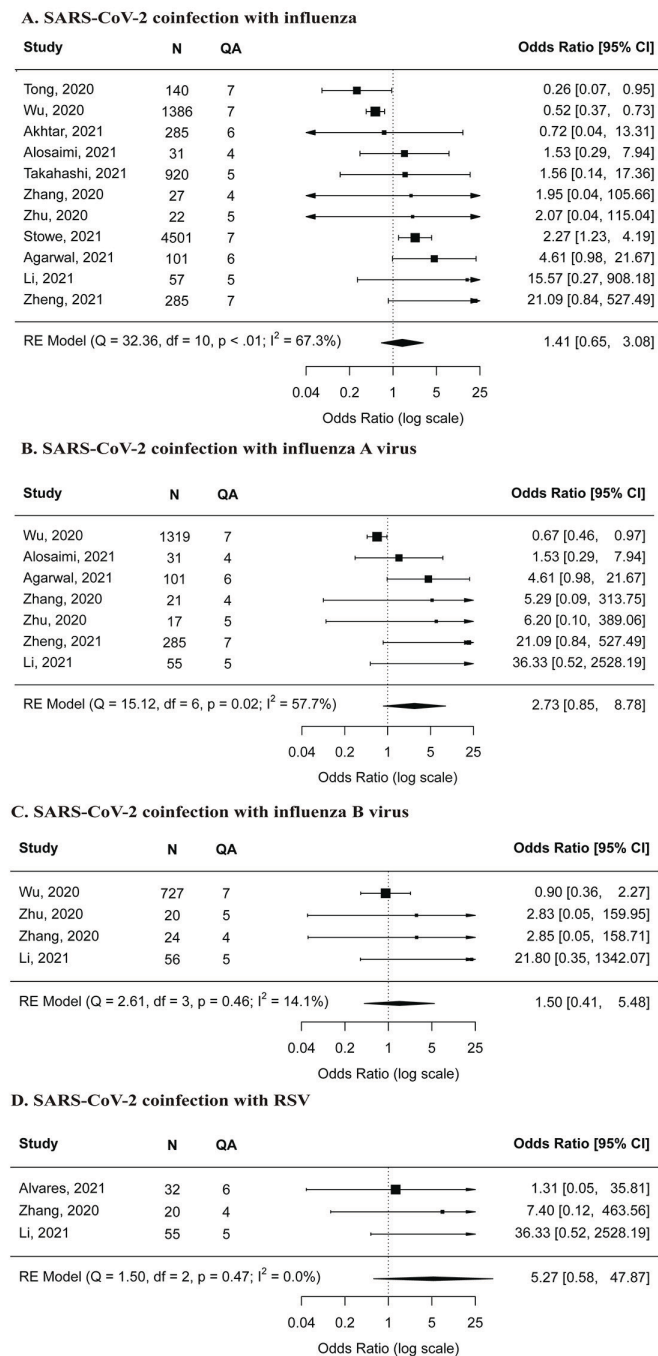 A. SARS-CoV-2 coinfection with influenza
Study N QA Odds Ratio [95% CI]
Tong, 2020 140 7 0.26 [0.07, 0.95]
Wu, 2020 1386 7 0.52 [0.37, 0.73]
Akhtar, 2021 285 6 0.72 [0.04, 13.31]
Alosaimi, 2021 31 4 1.53 [0.29, 7.94]
Takahashi, 2021 920 5 1.56 [0.14, 17.36]
Zhang, 2020 27 4 1.95 [0.04, 105.66]
Zhu, 2020 22 5 2.07 [0.04, 115.04]
Stowe, 2021 4501 7 2.27 [1.23, 4.19]
Agarwal, 2021 101 6 4.61 [0.98, 21.67]
Li, 2021 57 5 15.57 [0.27, 908.18]
Zheng, 2021 285 7 21.09 [0.84, 527.49]
RE Model (Q = 32.36, df = 10, p < .01; I² = 67.3%) 1.41 [0.65, 3.08]
0.04 0.2 1 5 25
Odds Ratio (log scale)
B. SARS-CoV-2 coinfection with influenza A virus
Study N QA Odds Ratio [95% CI]
Wu, 2020 1319 7 0.67 [0.46, 0.97]
Alosaimi, 2021 31 4 1.53 [0.29, 7.94]
Agarwal, 2021 101 6 4.61 [0.98, 21.67]
Zhang, 2020 21 4 5.29 [0.09, 313.75]
Zhu, 2020 17 5 6.20 [0.10, 389.06]
Zheng, 2021 285 7 21.09 [0.84, 527.49]
Li, 2021 55 5 36.33 [0.52, 2528.19]
RE Model (Q = 15.12, df = 6, p = 0.02; I² = 57.7%) 2.73 [0.85, 8.78]
0.04 0.2 1 5 25
Odds Ratio (log scale)
C. SARS-CoV-2 coinfection with influenza B virus
Study N QA Odds Ratio [95% CI]
Wu, 2020 727 7 0.90 [0.36, 2.27]
Zhu, 2020 20 5 2.83 [0.05, 159.95]
Zhang, 2020 24 4 2.85 [0.05, 158.71]
Li, 2021 56 5 21.80 [0.35, 1342.07]
RE Model (Q = 2.61, df = 3, p = 0.46; I² = 14.1%) 1.50 [0.41, 5.48]
0.04 0.2 1 5 25
Odds Ratio (log scale)
D. SARS-CoV-2 coinfection with RSV
Study N QA Odds Ratio [95% CI]
Alvares, 2021 32 6 1.31 [0.05, 35.81]
Zhang, 2020 20 4 7.40 [0.12, 463.56]
Li, 2021 55 5 36.33 [0.52, 2528.19]
RE Model (Q = 1.50, df = 2, p = 0.47; I² = 0.0%) 5.27 [0.58, 47.87]
0.04 0.2 1 5 25
Odds Ratio (log scale)